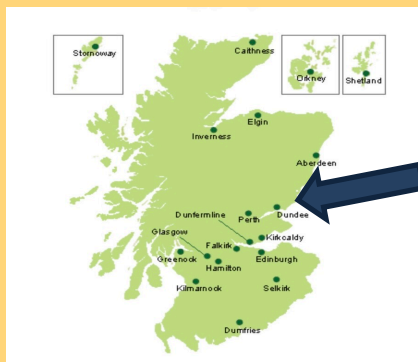 Stornoway
Caithness
Orkney
Shetland
Elgin
Inverness
Aberdeen
Dunfermline
Perth
Dundee
Glasgow
Falkirk
Kirkcaldy
Greenock
Hamilton
Edinburgh
Kilmarnock
Selkirk
Dumfries